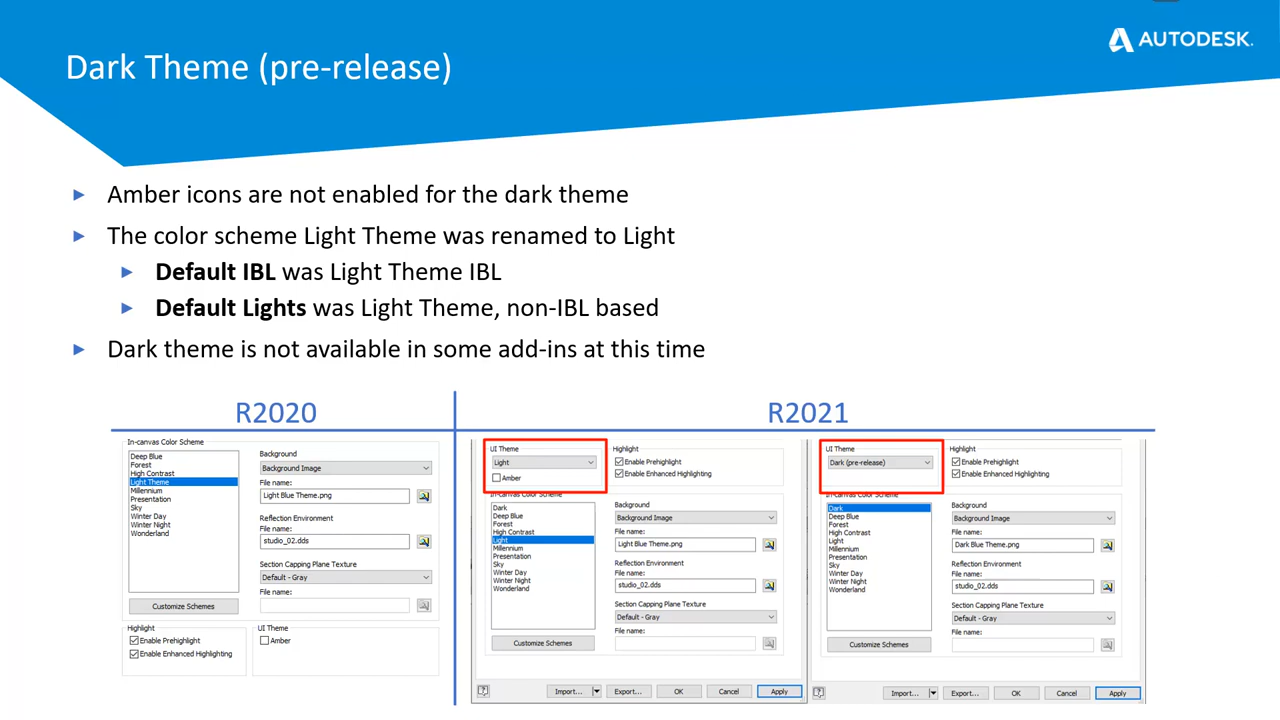 AUTODESK.
Dark Theme (pre-release)
Amber icons are not enabled for the dark theme
The color scheme Light Theme was renamed to Light
Default IBL was Light Theme IBL
Default Lights was Light Theme, non-IBL based
Dark theme is not available in some add-ins at this time
R2020
In-canvas Color Scheme
Deep Blue
Forest
High Contrast
Light Theme
Millennium
Presentation
Sky
Winter Day
Winter Night
Wonderland
Customize Schemes
Background
Background Image
File name:
Light Blue Theme.png
Reflection Environment
File name:
studio_02.dds
Section Capping Plane Texture
Default - Gray
File name:
Highlight
Enable Prehighlight
Enable Enhanced Highlighting
UI Theme
Amber
R2021
UI Theme
Light
Amber
Highlight
Enable Prehighlight
Enable Enhanced Highlighting
In-canvas Color Scheme
Dark
Deep Blue
Forest
High Contrast
Light
Millennium
Presentation
Sky
Winter Day
Winter Night
Wonderland
Customize Schemes
Background
Background Image
File name:
Light Blue Theme.png
Reflection Environment
File name:
studio_02.dds
Section Capping Plane Texture
Default - Gray
File name:
Import...
Export...
OK
Cancel
Apply
UI Theme
Dark (pre-release)
Highlight
Enable Prehighlight
Enable Enhanced Highlighting
In-canvas Color Scheme
Dark
Deep Blue
Forest
High Contrast
Light
Millennium
Presentation
Sky
Winter Day
Winter Night
Wonderland
Customize Schemes
Background
Background Image
File name:
Dark Blue Theme.png
Reflection Environment
File name:
studio_02.dds
Section Capping Plane Texture
Default - Gray
File name:
Import...
Export...
OK
Cancel
Apply